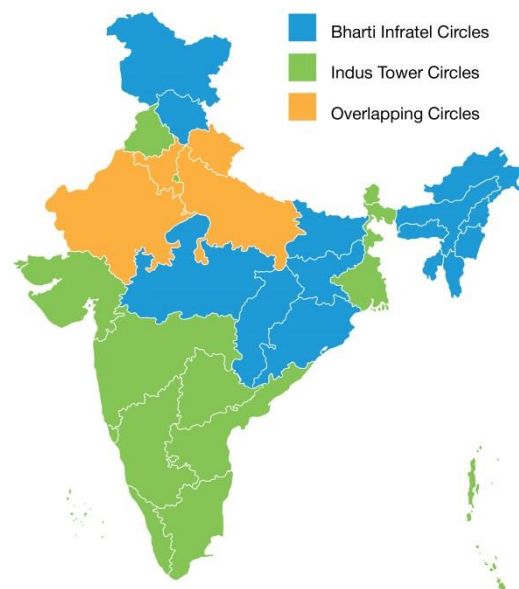 Bharti Infratel Circles
Indus Tower Circles
Overlapping Circles